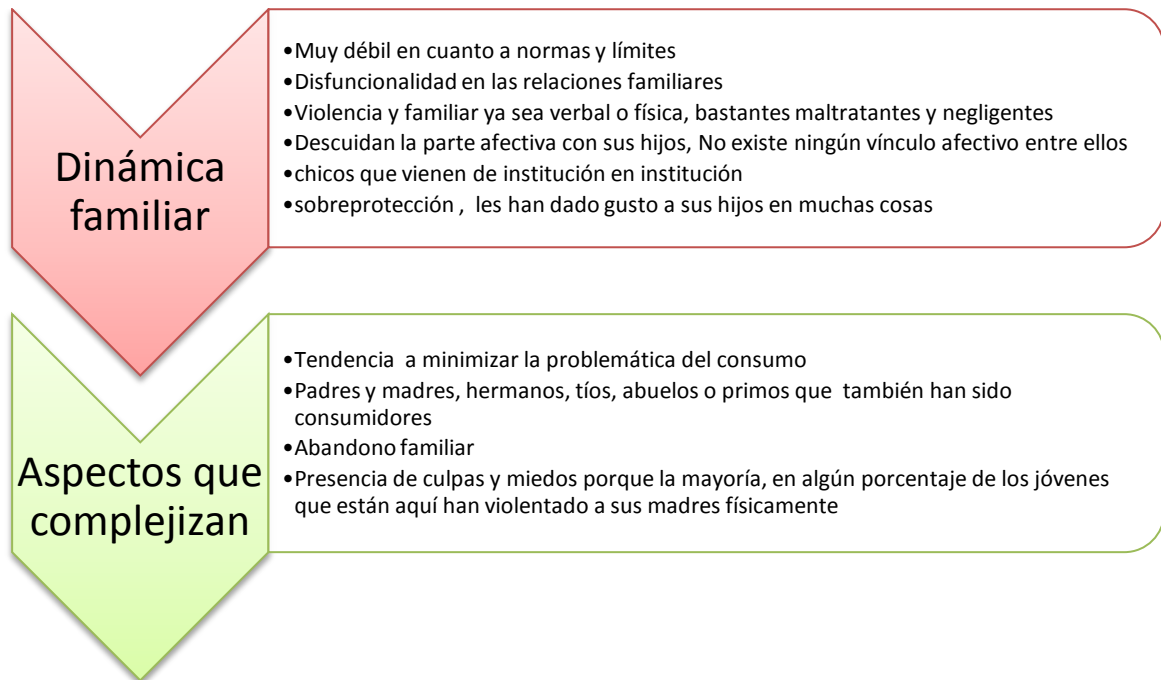 Dinámica
familiar
•Muy débil en cuanto a normas y límites
•Disfuncionalidad en las relaciones familiares
•Violencia y familiar ya sea verbal o física, bastantes maltratantes y negligentes
•Descuidan la parte afectiva con sus hijos, No existe ningún vínculo afectivo entre ellos
•chicos que vienen de institución en institución
•sobreprotección , les han dado gusto a sus hijos en muchas cosas
Aspectos que
complejizan
•Tendencia a minimizar la problemática del consumo
•Padres y madres, hermanos, tíos, abuelos o primos que también han sido
consumidores
•Abandono familiar
•Presencia de culpas y miedos porque la mayoría, en algún porcentaje de los jóvenes
que están aquí han violentado a sus madres físicamente